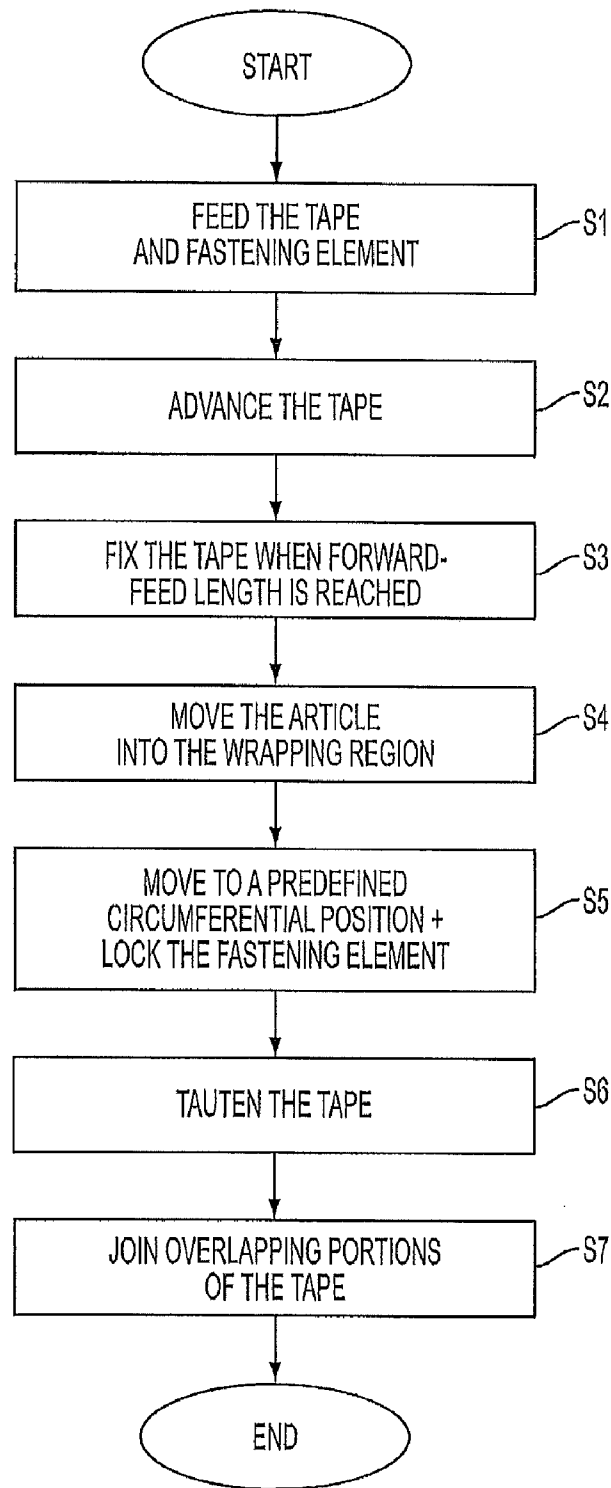 START
FEED THE TAPE
AND FASTENING ELEMENT
S1
ADVANCE THE TAPE
S2
FIX THE TAPE WHEN FORWARD-
FEED LENGTH IS REACHED
S3
MOVE THE ARTICLE
INTO THE WRAPPING REGION
S4
MOVE TO A PREDEFINED
CIRCUMFERENTIAL POSITION +
LOCK THE FASTENING ELEMENT
S5
TAUTEN THE TAPE
S6
JOIN OVERLAPPING PORTIONS
OF THE TAPE
S7
END